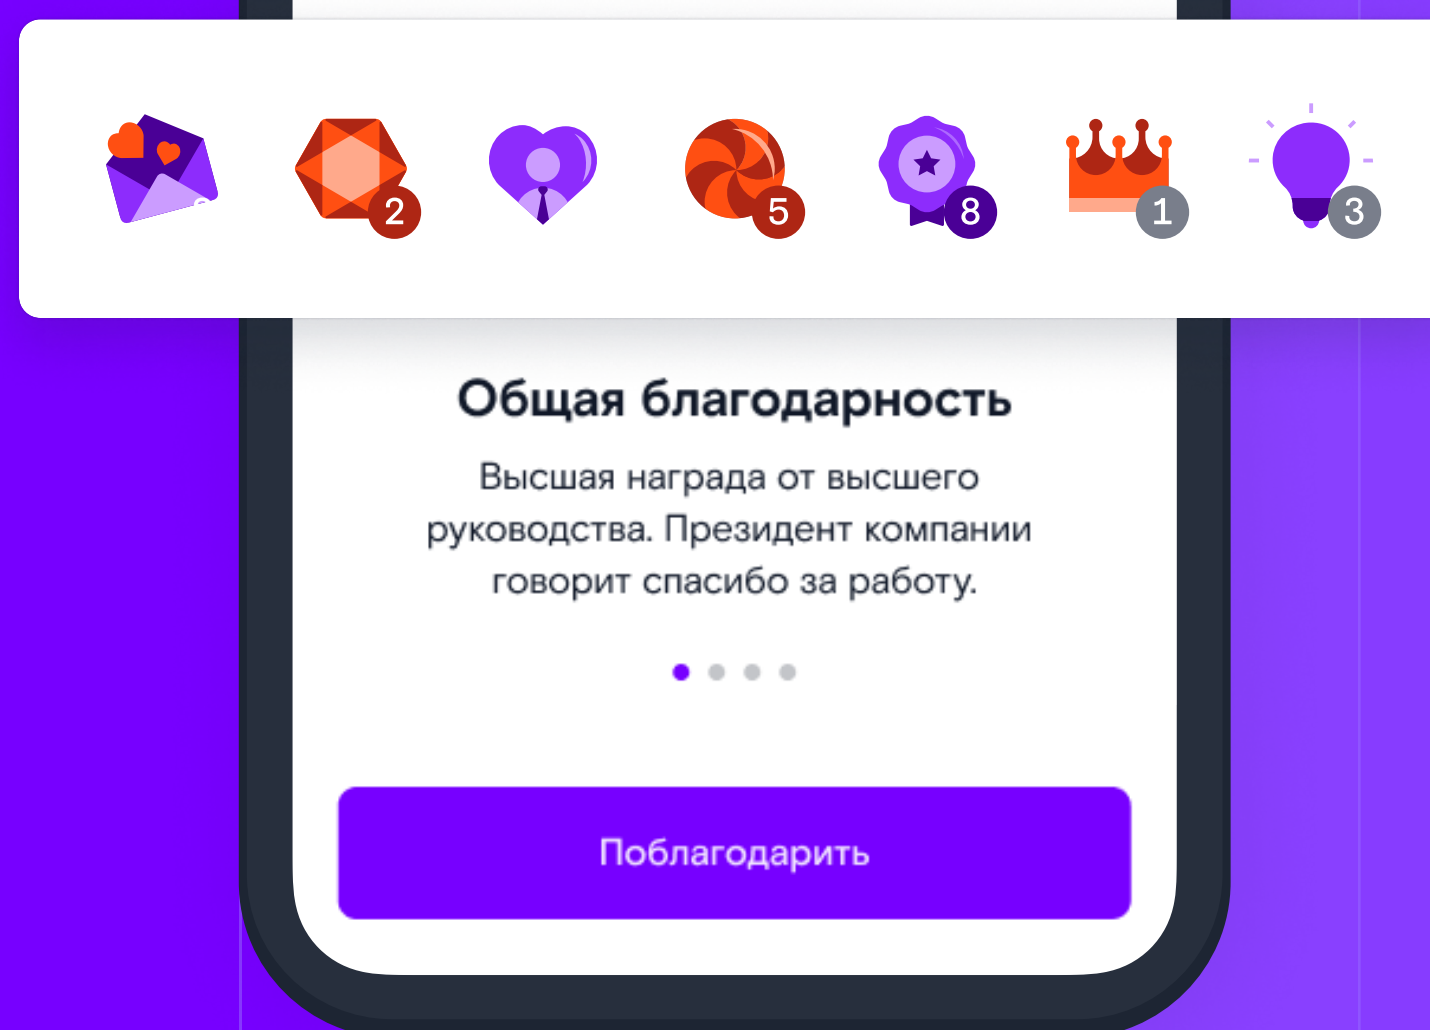 2 5 8 1 3
Общая благодарность
Высшая награда от высшего
руководства. Президент компании
говорит спасибо за работу.
Поблагодарить